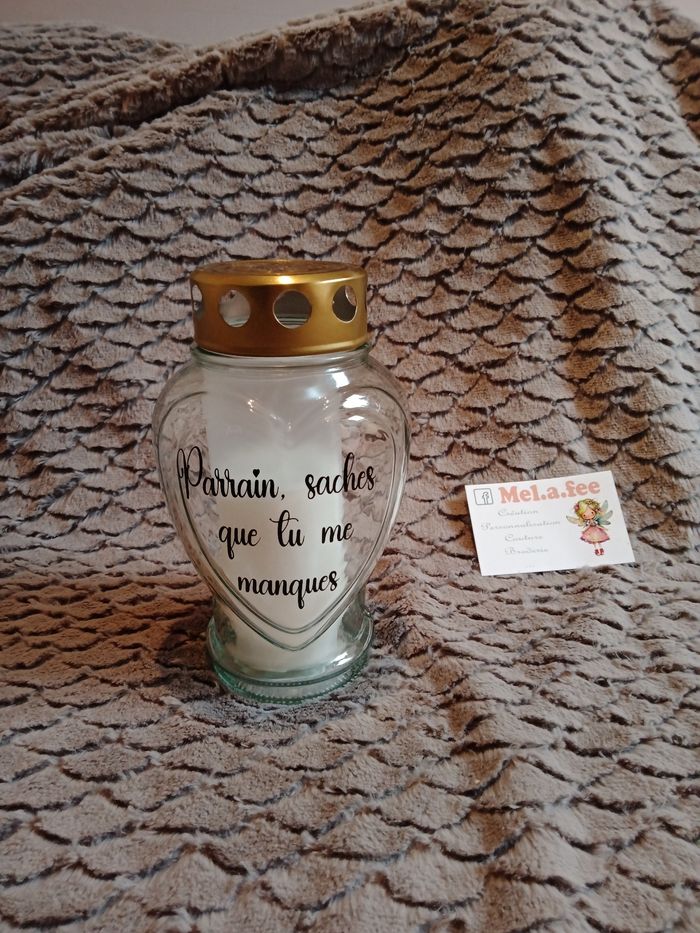 Parrain, saches
que tu me
manques
f Mel.a.fee
Création
Personnalisation
Couture
Broderie
...